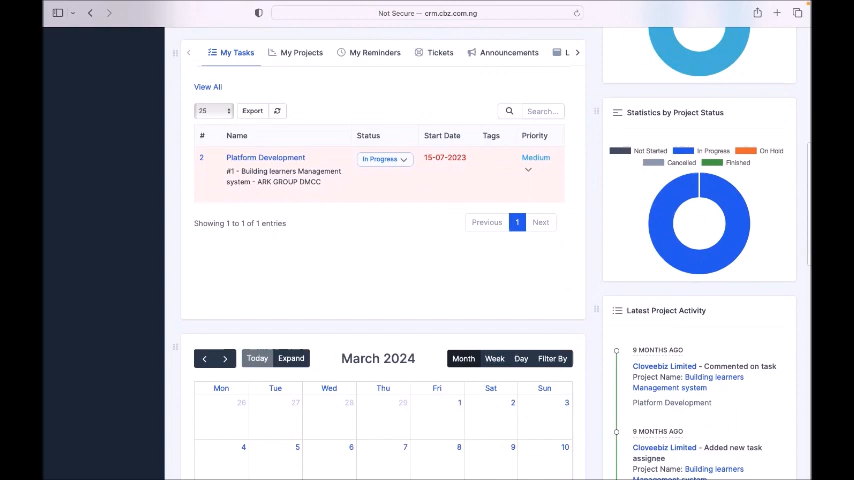 Not Secure — crm.cbz.com.ng
My Tasks
My Projects
My Reminders
Tickets
Announcements
L
View All
25
Export
Search...
#
Name
Status
Start Date
Tags
Priority
2
Platform Development
In Progress
15-07-2023
Medium
#1 - Building learners Management
system - ARK GROUP DMCC
Showing 1 to 1 of 1 entries
Previous
1
Next
Today
Expand
March 2024
Month
Week
Day
Filter By
Mon
Tue
Wed
Thu
Fri
Sat
Sun
26
27
28
29
1
2
3
4
5
6
7
8
9
10
Statistics by Project Status
Not Started
In Progress
On Hold
Cancelled
Finished
Latest Project Activity
9 MONTHS AGO
Cloveebiz Limited - Commented on task
Project Name: Building learners
Management system
Platform Development
9 MONTHS AGO
Cloveebiz Limited - Added new task
assignee
Project Name: Building learners
Management system